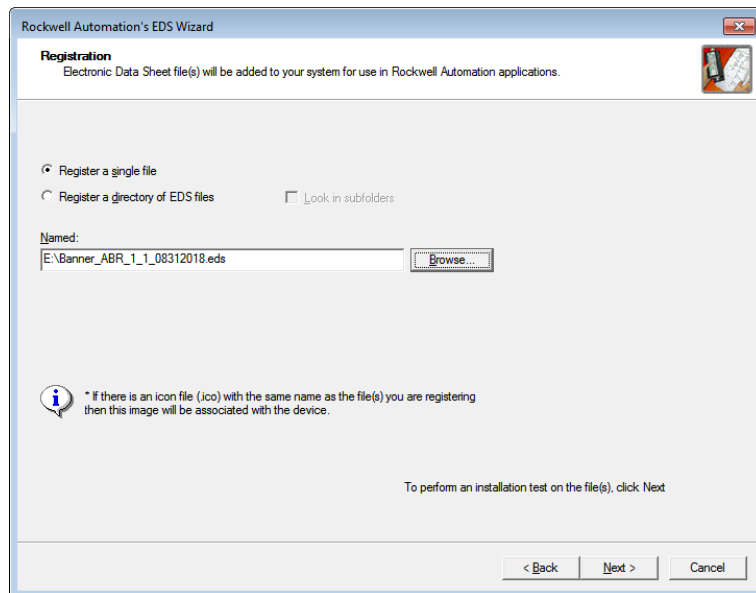 Rockwell Automation's EDS Wizard
Registration
Electronic Data Sheet file(s) will be added to your system for use in Rockwell Automation applications.
Register a single file
Register a directory of EDS files Look in subfolders
Named:
E:\Banner_ABR_1_1_08312018.eds Browse...
* If there is an icon file (.ico) with the same name as the file(s) you are registering
then this image will be associated with the device.
To perform an installation test on the file(s), click Next
< Back Next > Cancel